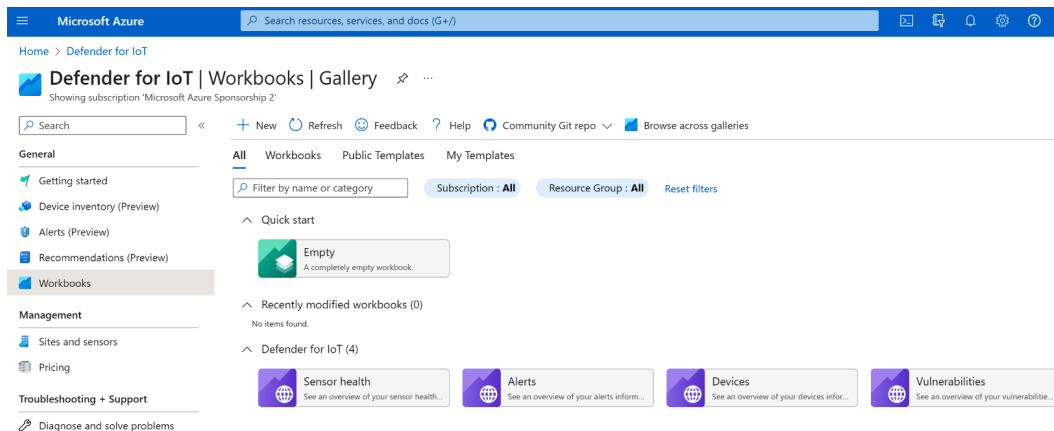 Microsoft Azure
Search resources, services, and docs (G+/)
Home > Defender for IoT
Defender for IoT | Workbooks | Gallery ...
Showing subscription 'Microsoft Azure Sponsorship 2'
Search «
+ New Refresh Feedback ? Help Community Git repo Browse across galleries
General
All Workbooks Public Templates My Templates
Getting started
Filter by name or category Subscription : All Resource Group : All Reset filters
Device inventory (Preview)
Quick start
Alerts (Preview)
Empty
A completely empty workbook.
Recommendations (Preview)
Workbooks
Recently modified workbooks (0)
No items found.
Management
Sites and sensors
Defender for IoT (4)
Pricing
Sensor health Alerts Devices Vulnerabilities
See an overview of your sensor health... See an overview of your alerts inform... See an overview of your devices infor... See an overview of your vulnerabilitie...
Troubleshooting + Support
Diagnose and solve problems